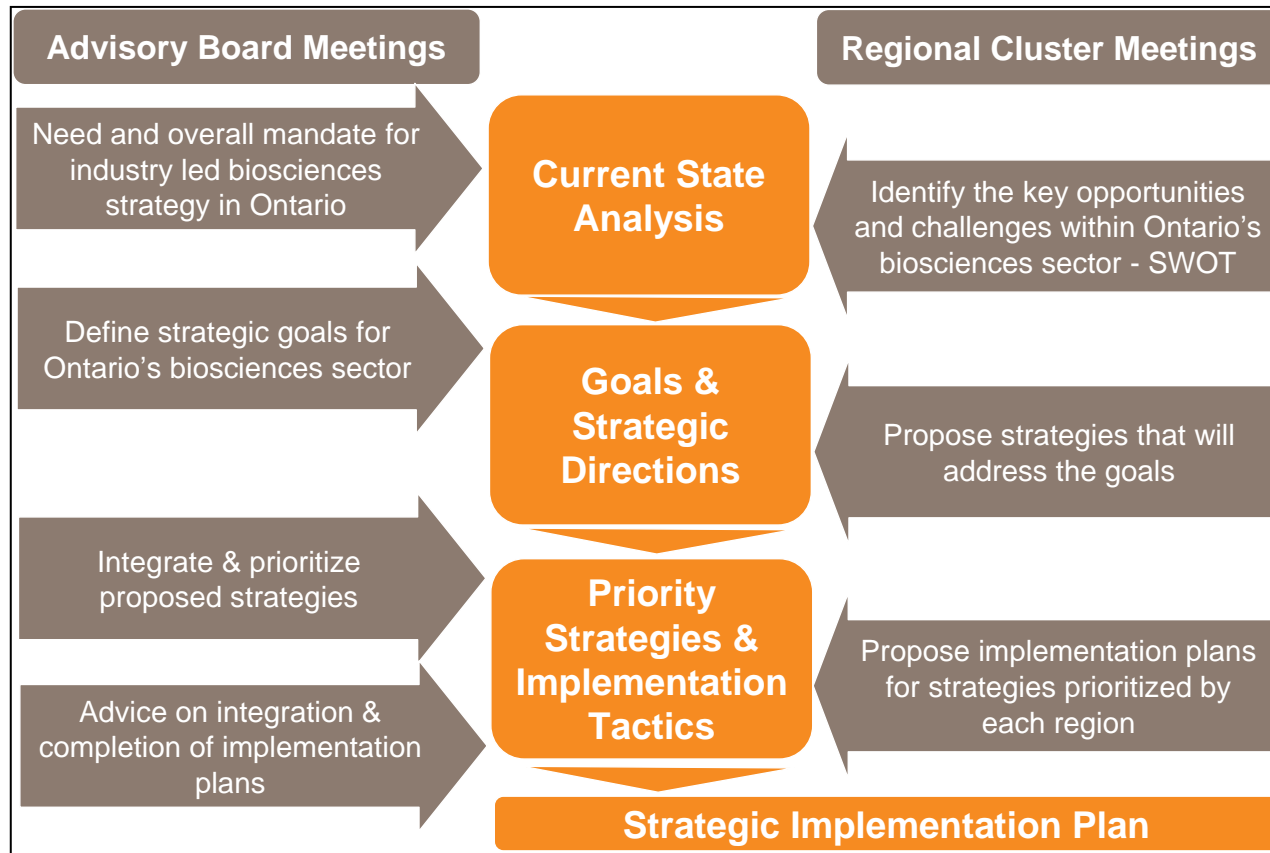 Advisory Board Meetings
Regional Cluster Meetings
Need and overall mandate for
industry led biosciences
strategy in Ontario
Current State
Analysis
Identify the key opportunities
and challenges within Ontario’s
biosciences sector - SWOT
Define strategic goals for
Ontario’s biosciences sector
Goals &
Strategic
Directions
Propose strategies that will
address the goals
Integrate & prioritize
proposed strategies
Priority
Strategies &
Implementation
Tactics
Propose implementation plans
for strategies prioritized by
each region
Advice on integration &
completion of implementation
plans
Strategic Implementation Plan